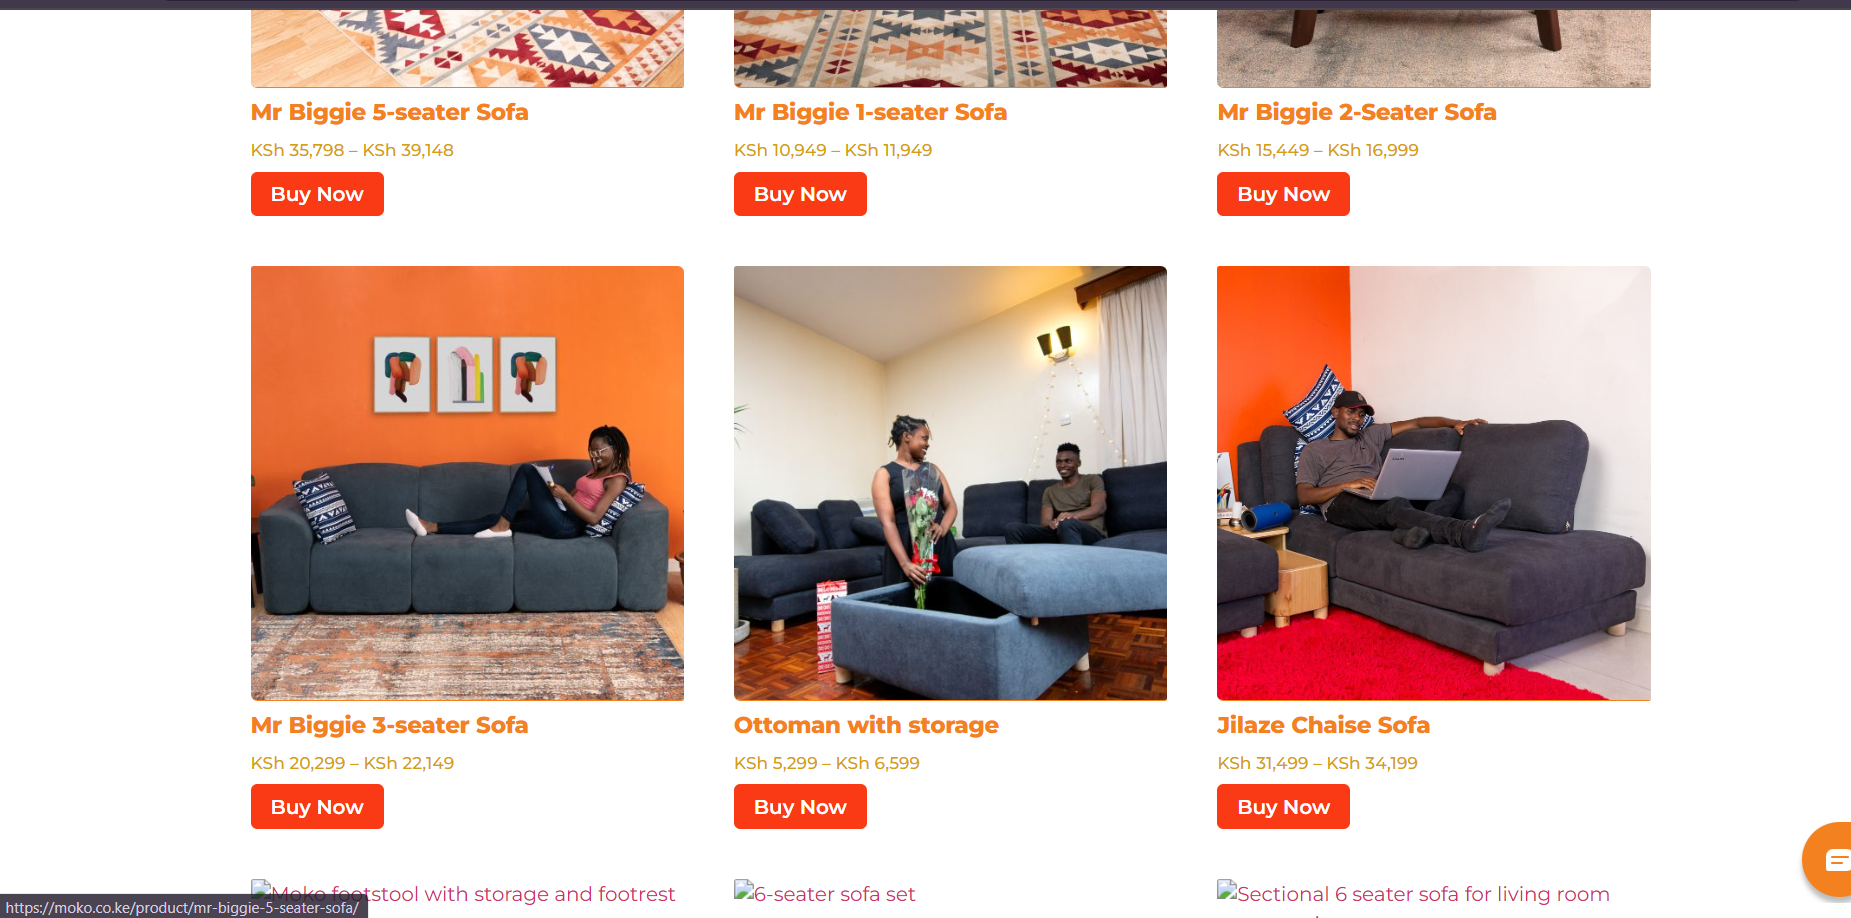 Mr Biggie 5-seater Sofa
KSh 35,798 – KSh 39,148
Buy Now
Mr Biggie 1-seater Sofa
KSh 10,949 – KSh 11,949
Buy Now
Mr Biggie 2-Seater Sofa
KSh 15,449 – KSh 16,999
Buy Now
Mr Biggie 3-seater Sofa
KSh 20,299 – KSh 22,149
Buy Now
Ottoman with storage
KSh 5,299 – KSh 6,599
Buy Now
Jilaze Chaise Sofa
KSh 31,499 – KSh 34,199
Buy Now
Moko footstool with storage and footrest
6-seater sofa set
Sectional 6 seater sofa for living room
https://moko.co.ke/product/mr-biggie-5-seater-sofa/